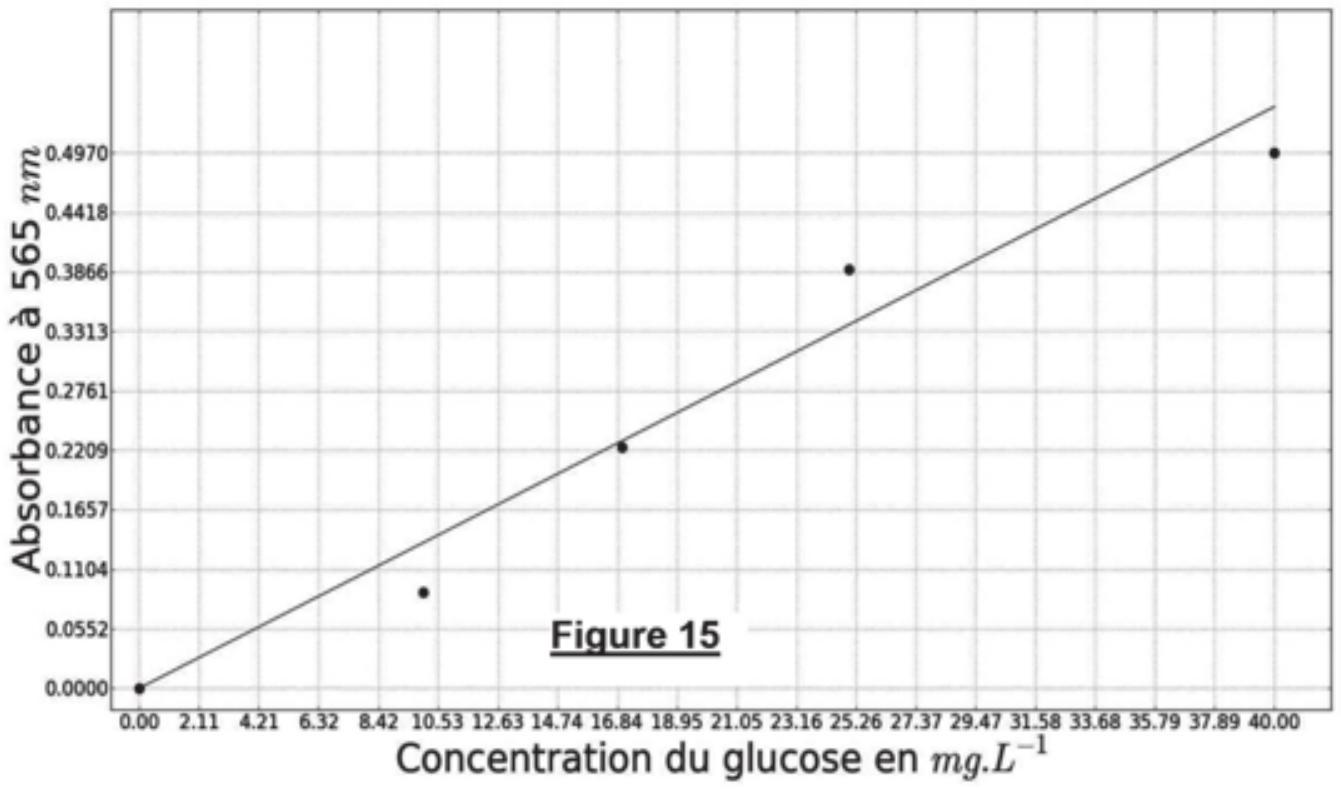 Absorbance à 565 nm
0.4970
0.4418
0.3866
0.3313
0.2761
0.2209
0.1657
0.1104
0.0552
0.0000
Figure 15
0.00 2.11 4.21 6.32 8.42 10.53 12.63 14.74 16.84 18.95 21.05 23.16 25.26 27.37 29.47 31.58 33.68 35.79 37.89 40.00
Concentration du glucose en mg.L⁻¹